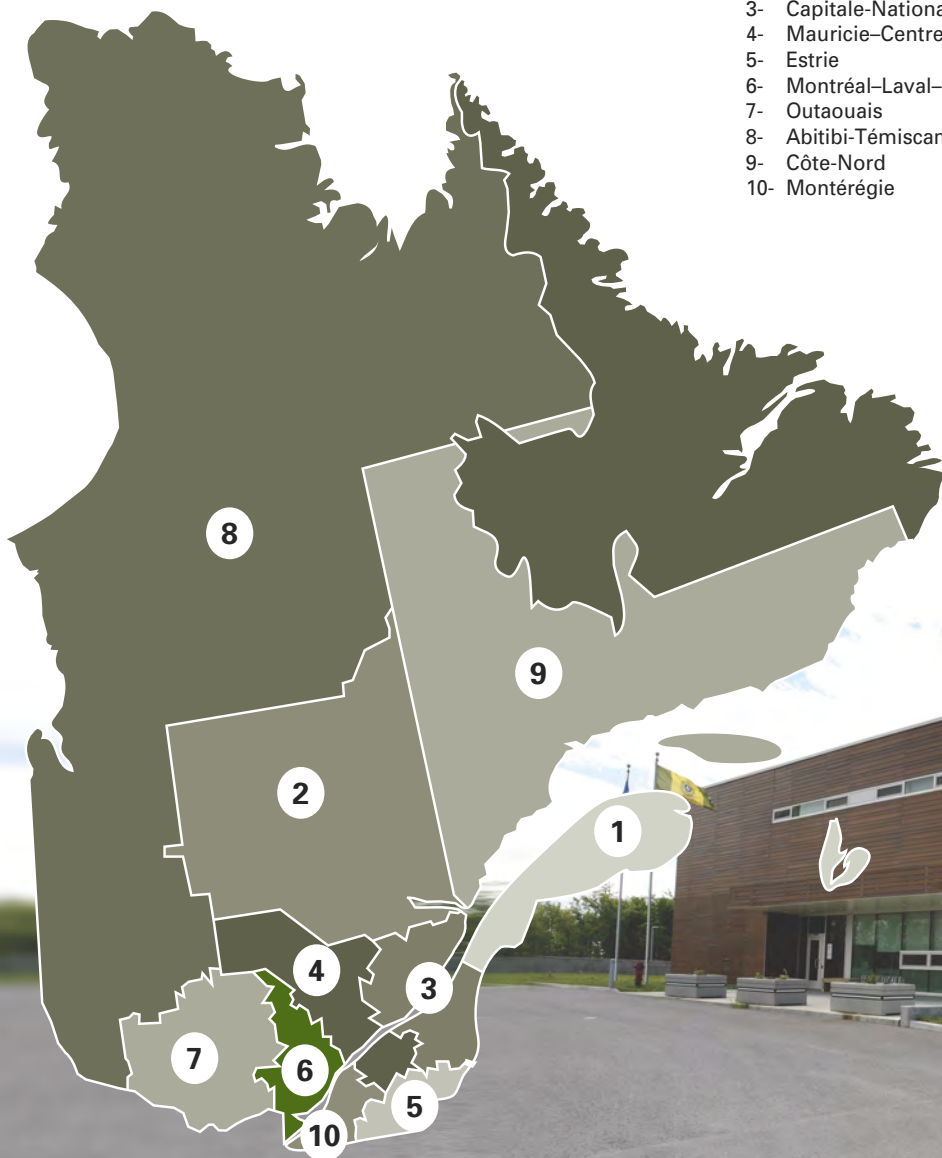 3- Capitale-Nationa
4- Mauricie–Centre
5- Estrie
6- Montréal–Laval–
7- Outaouais
8- Abitibi-Témiscan
9- Côte-Nord
10- Montérégie
8
9
2
1
4
3
7
6
5
10